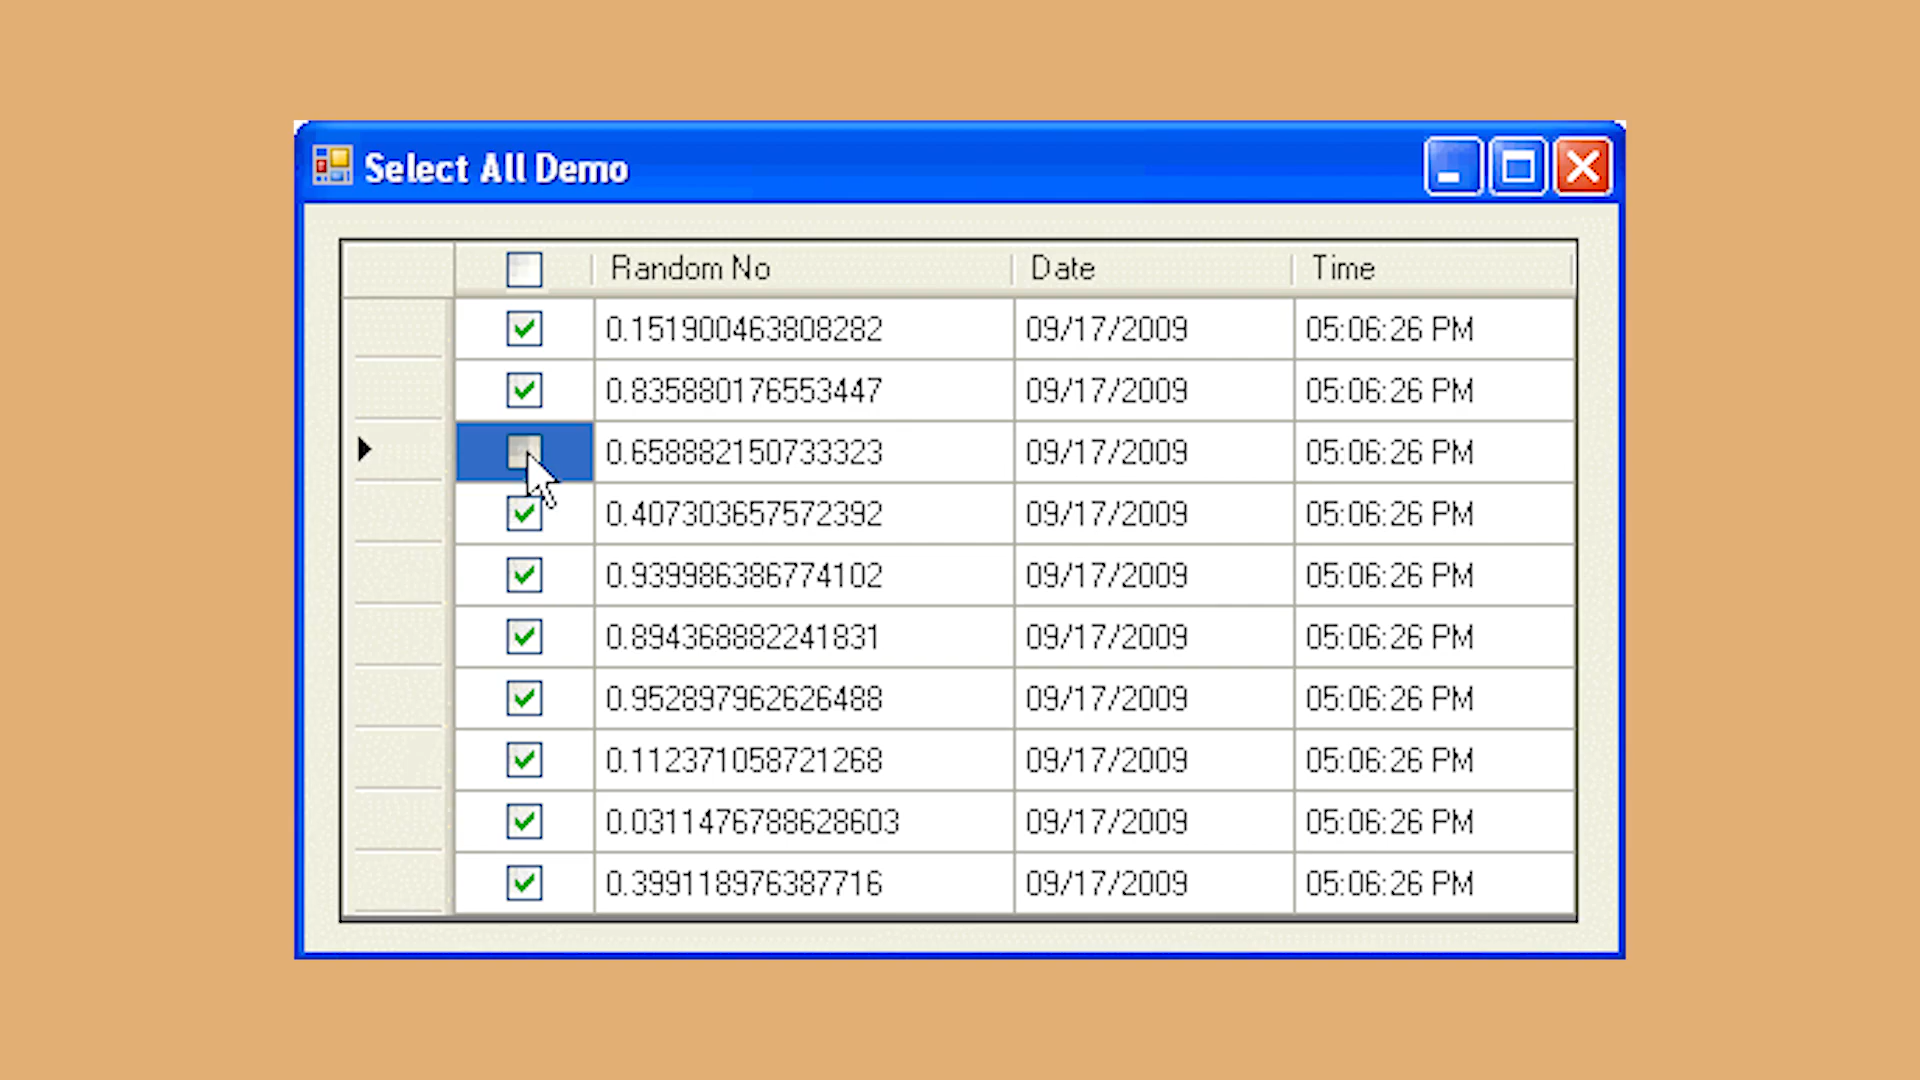 Select All Demo
Random No Date Time
0.151900463808282 09/17/2009 05:06:26 PM
0.835880176553447 09/17/2009 05:06:26 PM
0.658882150733323 09/17/2009 05:06:26 PM
0.407303657572392 09/17/2009 05:06:26 PM
0.939986386774102 09/17/2009 05:06:26 PM
0.894368882241831 09/17/2009 05:06:26 PM
0.952897962626488 09/17/2009 05:06:26 PM
0.112371058721268 09/17/2009 05:06:26 PM
0.0311476788628603 09/17/2009 05:06:26 PM
0.399118976387716 09/17/2009 05:06:26 PM